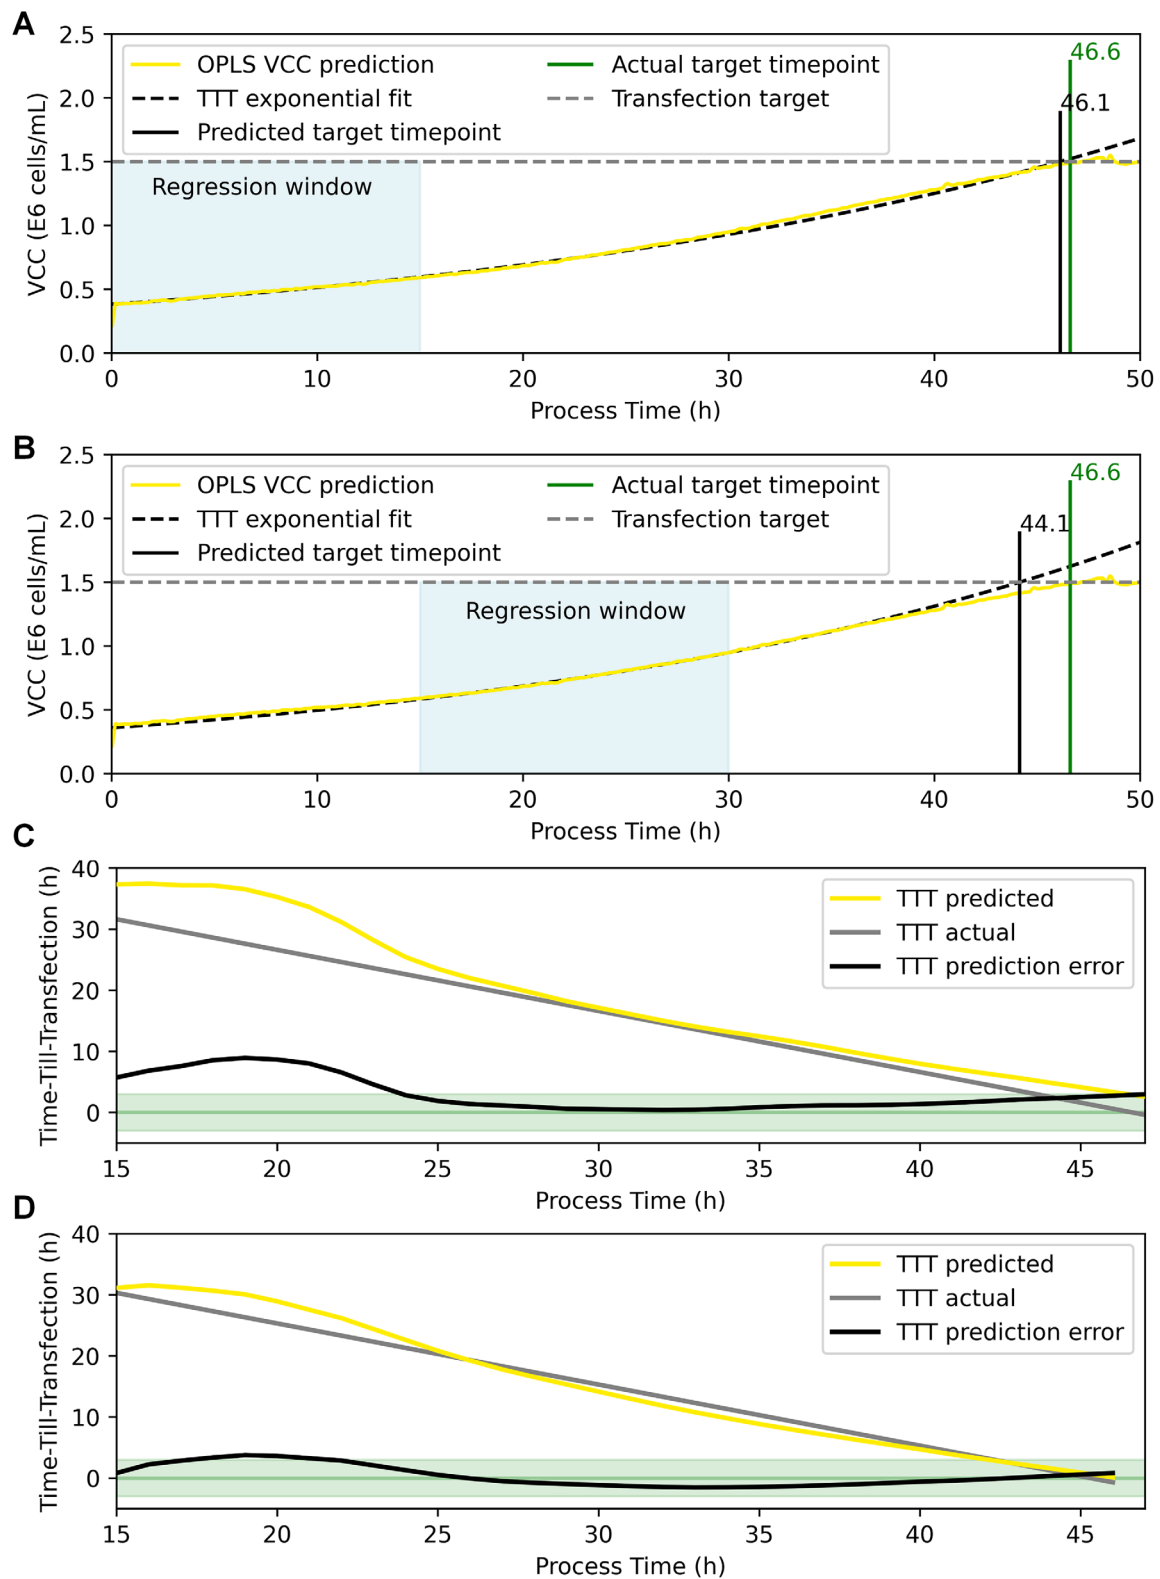 A
2.5
2.0
1.5
1.0
0.5
0.0
VCC (E6 cells/mL)
OPLS VCC prediction
TTT exponential fit
Predicted target timepoint
Actual target timepoint
Transfection target
Regression window
46.6
46.1
0 10 20 30 40 50
Process Time (h)
B
2.5
2.0
1.5
1.0
0.5
0.0
VCC (E6 cells/mL)
OPLS VCC prediction
TTT exponential fit
Predicted target timepoint
Actual target timepoint
Transfection target
Regression window
46.6
44.1
0 10 20 30 40 50
Process Time (h)
C
40
30
20
10
0
Time-Till-Transfection (h)
TTT predicted
TTT actual
TTT prediction error
15 20 25 30 35 40 45
Process Time (h)
D
40
30
20
10
0
Time-Till-Transfection (h)
TTT predicted
TTT actual
TTT prediction error
15 20 25 30 35 40 45
Process Time (h)